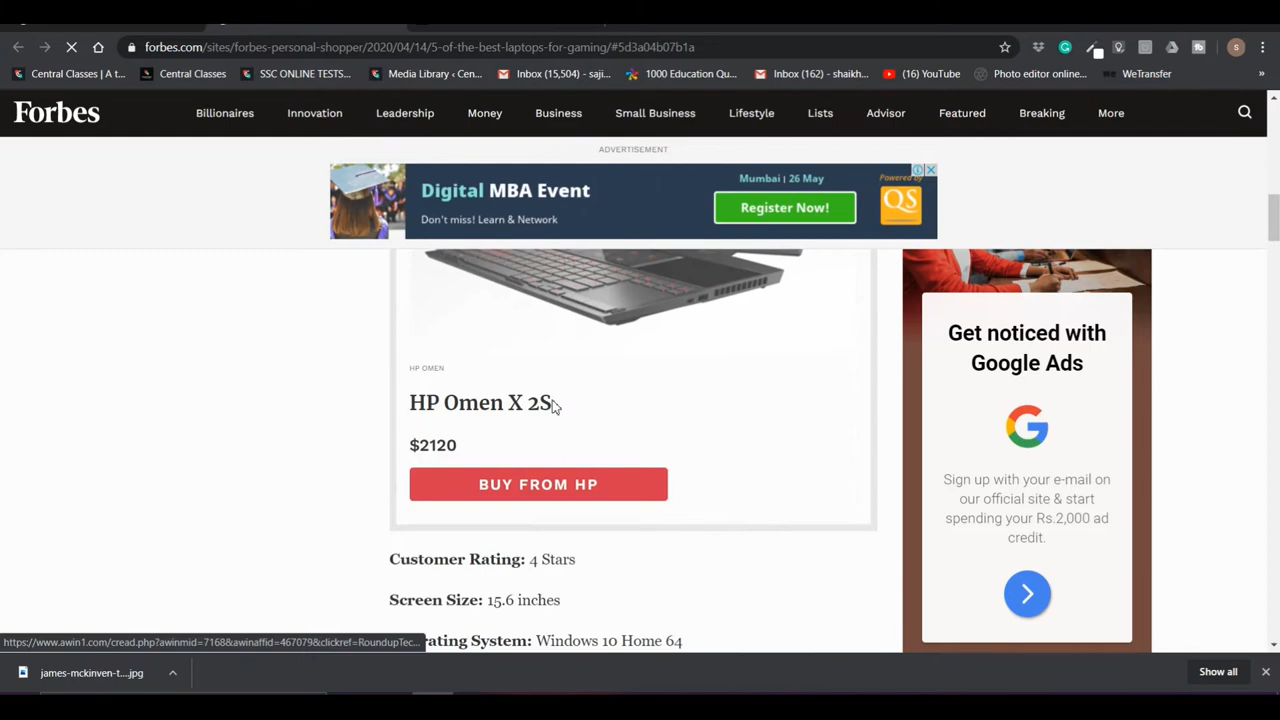 forbes.com/sites/forbes-personal-shopper/2020/04/14/5-of-the-best-laptops-for-gaming/#5d3a04b07b1a
S
Central Classes | A t...
Central Classes
SSC ONLINE TESTS...
Media Library ‹ Cen...
Inbox (15,504) - saji...
1000 Education Qu...
Inbox (162) - shaikh...
(16) YouTube
Photo editor online...
WeTransfer
»
Forbes
Billionaires
Innovation
Leadership
Money
Business
Small Business
Lifestyle
Lists
Advisor
Featured
Breaking
More
ADVERTISEMENT
Digital MBA Event
Don't miss! Learn & Network
Mumbai | 26 May
Register Now!
Powered by
QS
HP OMEN
HP Omen X 2S
$2120
BUY FROM HP
Customer Rating: 4 Stars
Screen Size: 15.6 inches
rating System: Windows 10 Home 64
Get noticed with
Google Ads
G
Sign up with your e-mail on
our official site & start
spending your Rs.2,000 ad
credit.
https://www.awin1.com/cread.php?awinmid=7168&awinaffid=467079&clickref=RoundupTec...
james-mckinven-t....jpg
Show all